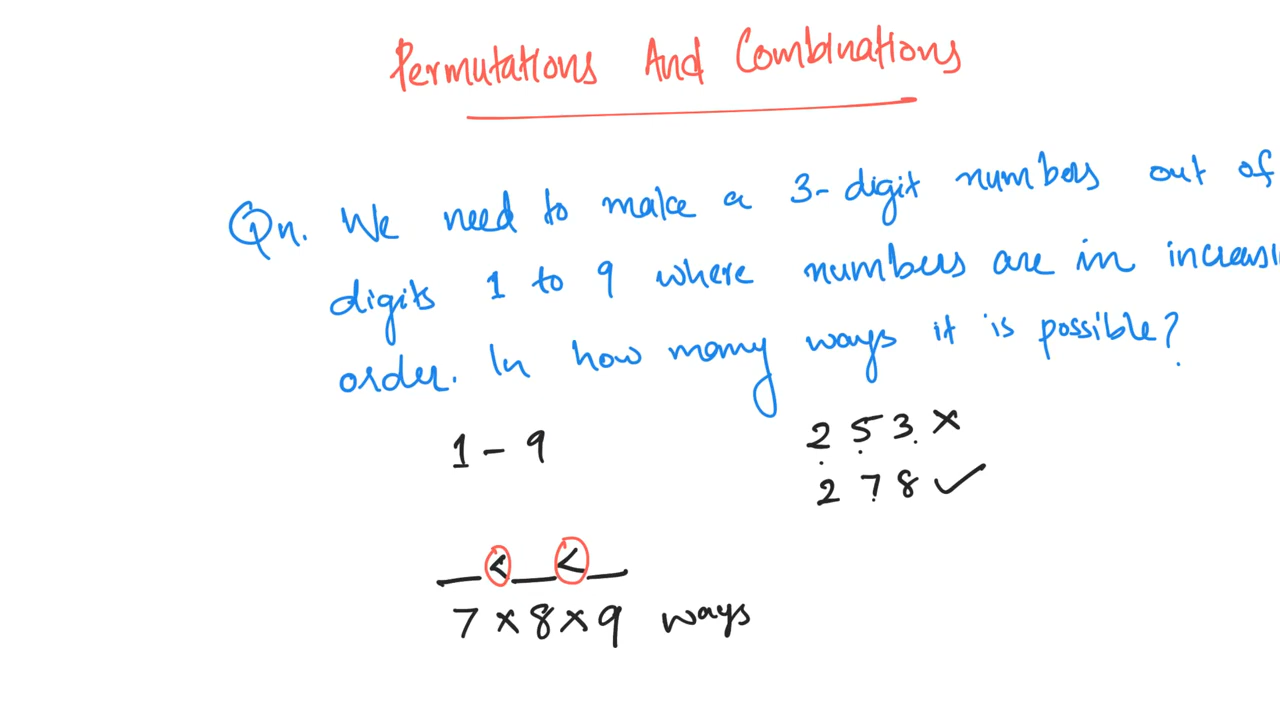 Permutations And Combinations
Qn. We need to make a 3-digit numbers out of
digits 1 to 9 where numbers are in increasi
order. In how many ways it is possible?
1 - 9
2 5 3 ×
2 7 8 ✓
_ < _ < _
7 × 8 × 9 ways